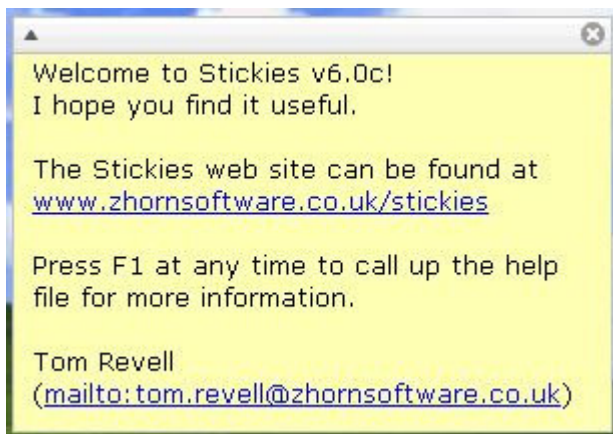 Welcome to Stickies v6.0c!
I hope you find it useful.
The Stickies web site can be found at
www.zhornsoftware.co.uk/stickies
Press F1 at any time to call up the help
file for more information.
Tom Revell
(mailto:tom.revell@zhornsoftware.co.uk)